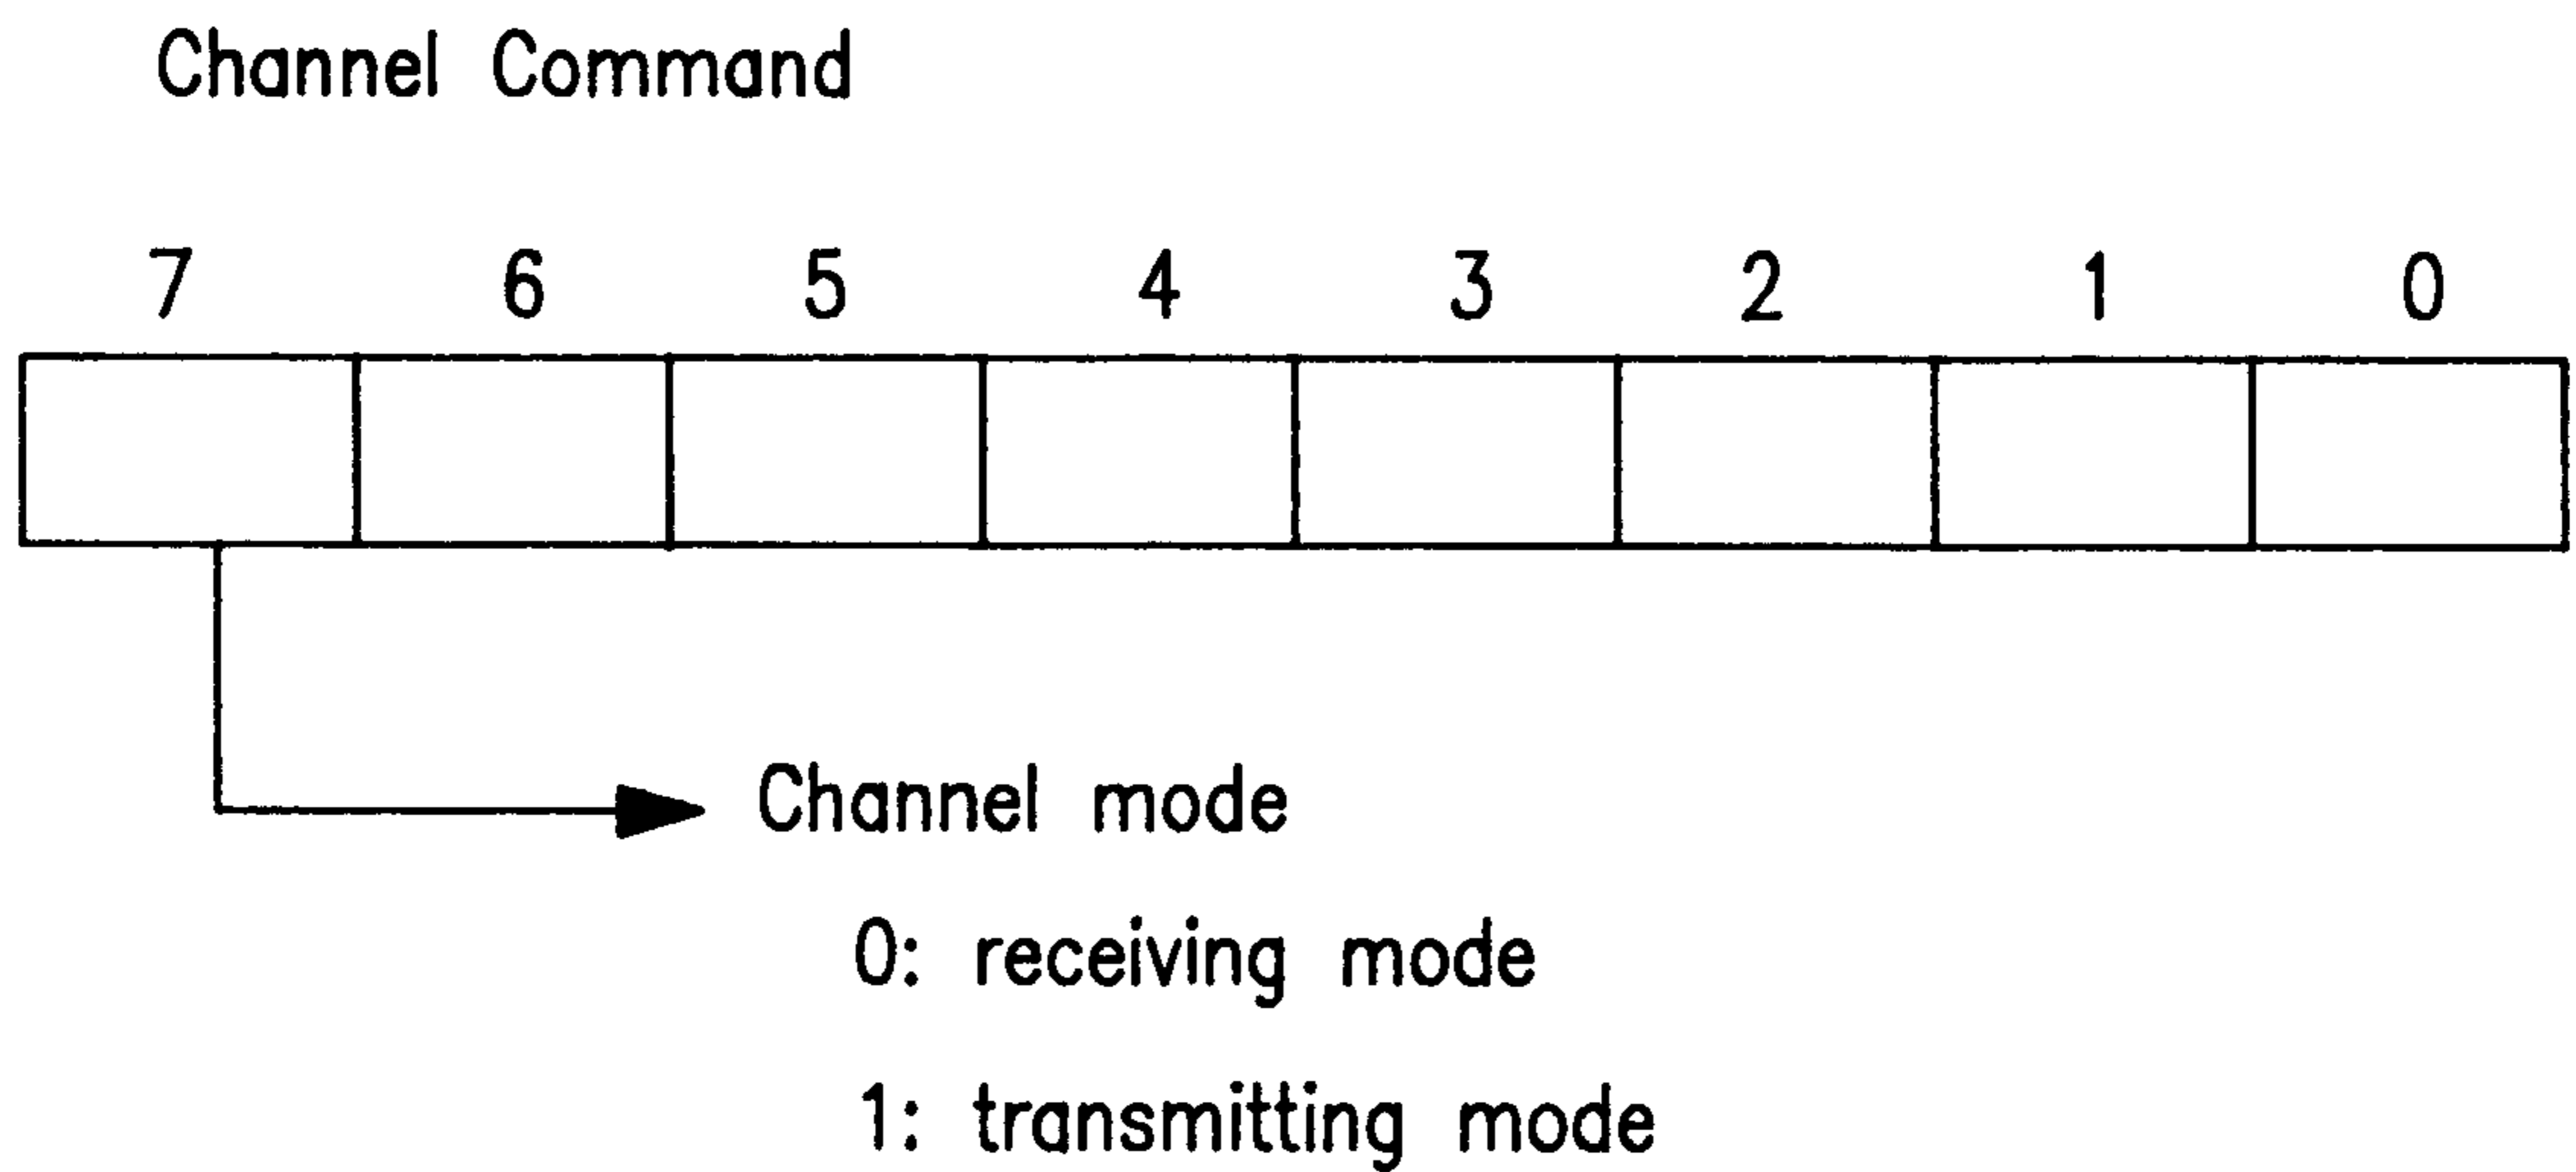 Channel Command
7 6 5 4 3 2 1 0
Channel mode
0: receiving mode
1: transmitting mode